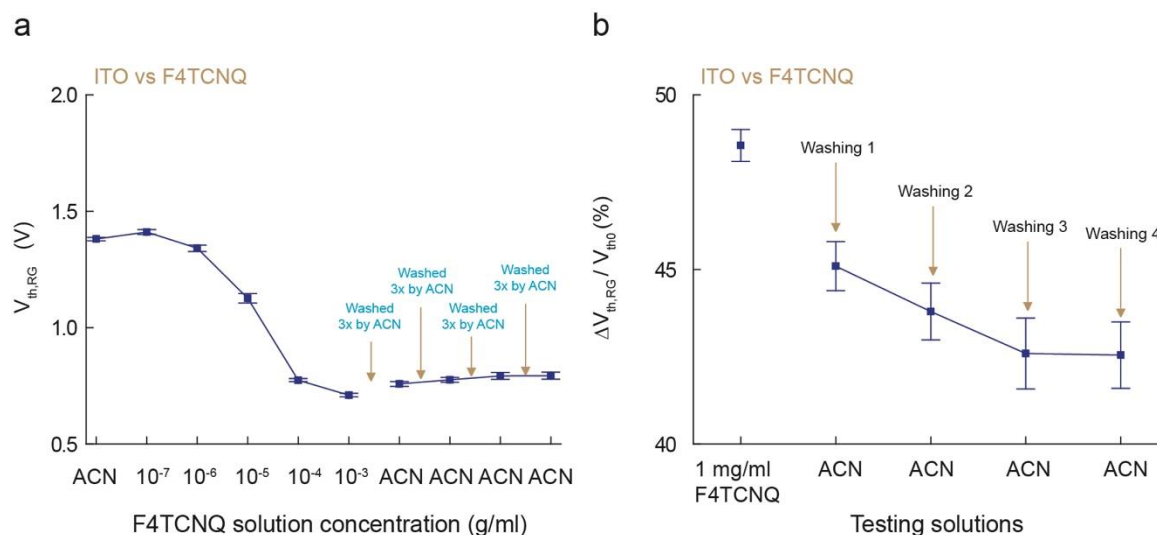 a
ITO vs F4TCNQ
2.0
1.5
1.0
0.5
V_th,RG (V)
Washed
3x by ACN
Washed
3x by ACN
Washed
3x by ACN
Washed
3x by ACN
ACN 10⁻⁷ 10⁻⁶ 10⁻⁵ 10⁻⁴ 10⁻³ ACN ACN ACN ACN
F4TCNQ solution concentration (g/ml)
b
ITO vs F4TCNQ
50
45
40
ΔV_th,RG / V_th0 (%)
Washing 1
Washing 2
Washing 3
Washing 4
1 mg/ml
F4TCNQ
ACN ACN ACN ACN
Testing solutions